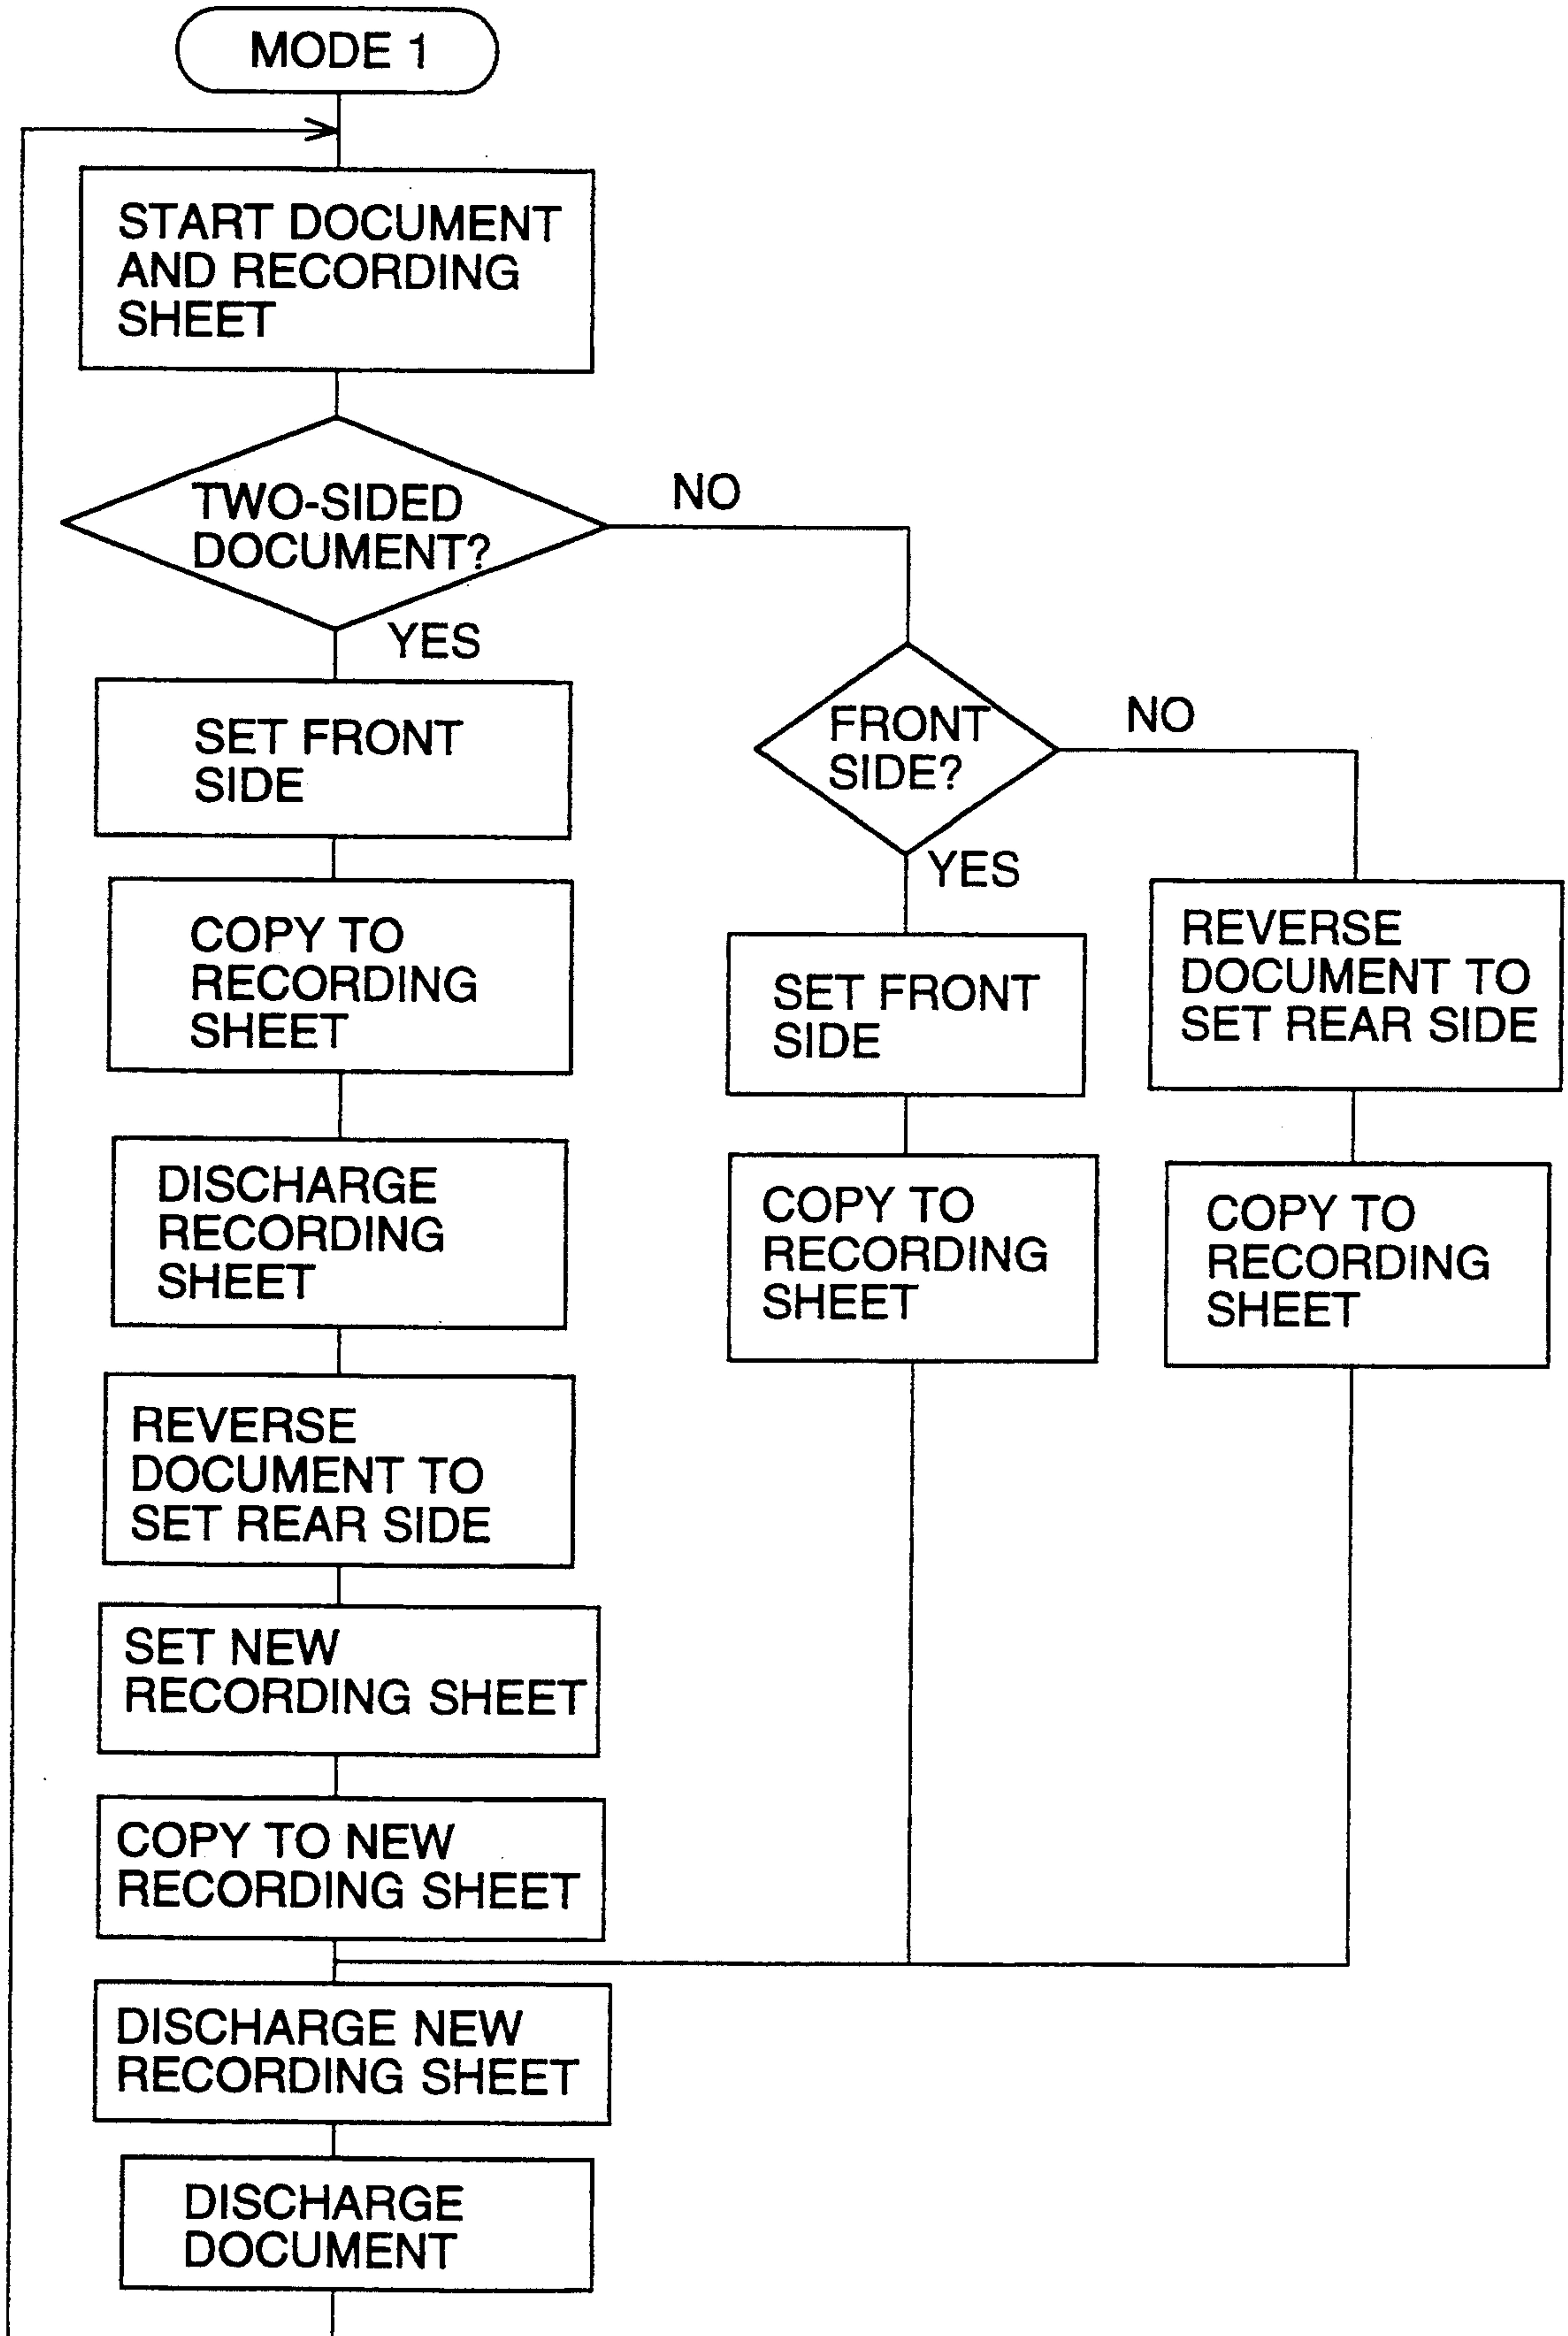 MODE 1
START DOCUMENT
AND RECORDING
SHEET
TWO-SIDED
DOCUMENT?
NO
YES
SET FRONT
SIDE
COPY TO
RECORDING
SHEET
DISCHARGE
RECORDING
SHEET
REVERSE
DOCUMENT TO
SET REAR SIDE
SET NEW
RECORDING SHEET
COPY TO NEW
RECORDING SHEET
DISCHARGE NEW
RECORDING SHEET
DISCHARGE
DOCUMENT
FRONT
SIDE?
NO
YES
SET FRONT
SIDE
COPY TO
RECORDING
SHEET
REVERSE
DOCUMENT TO
SET REAR SIDE
COPY TO
RECORDING
SHEET